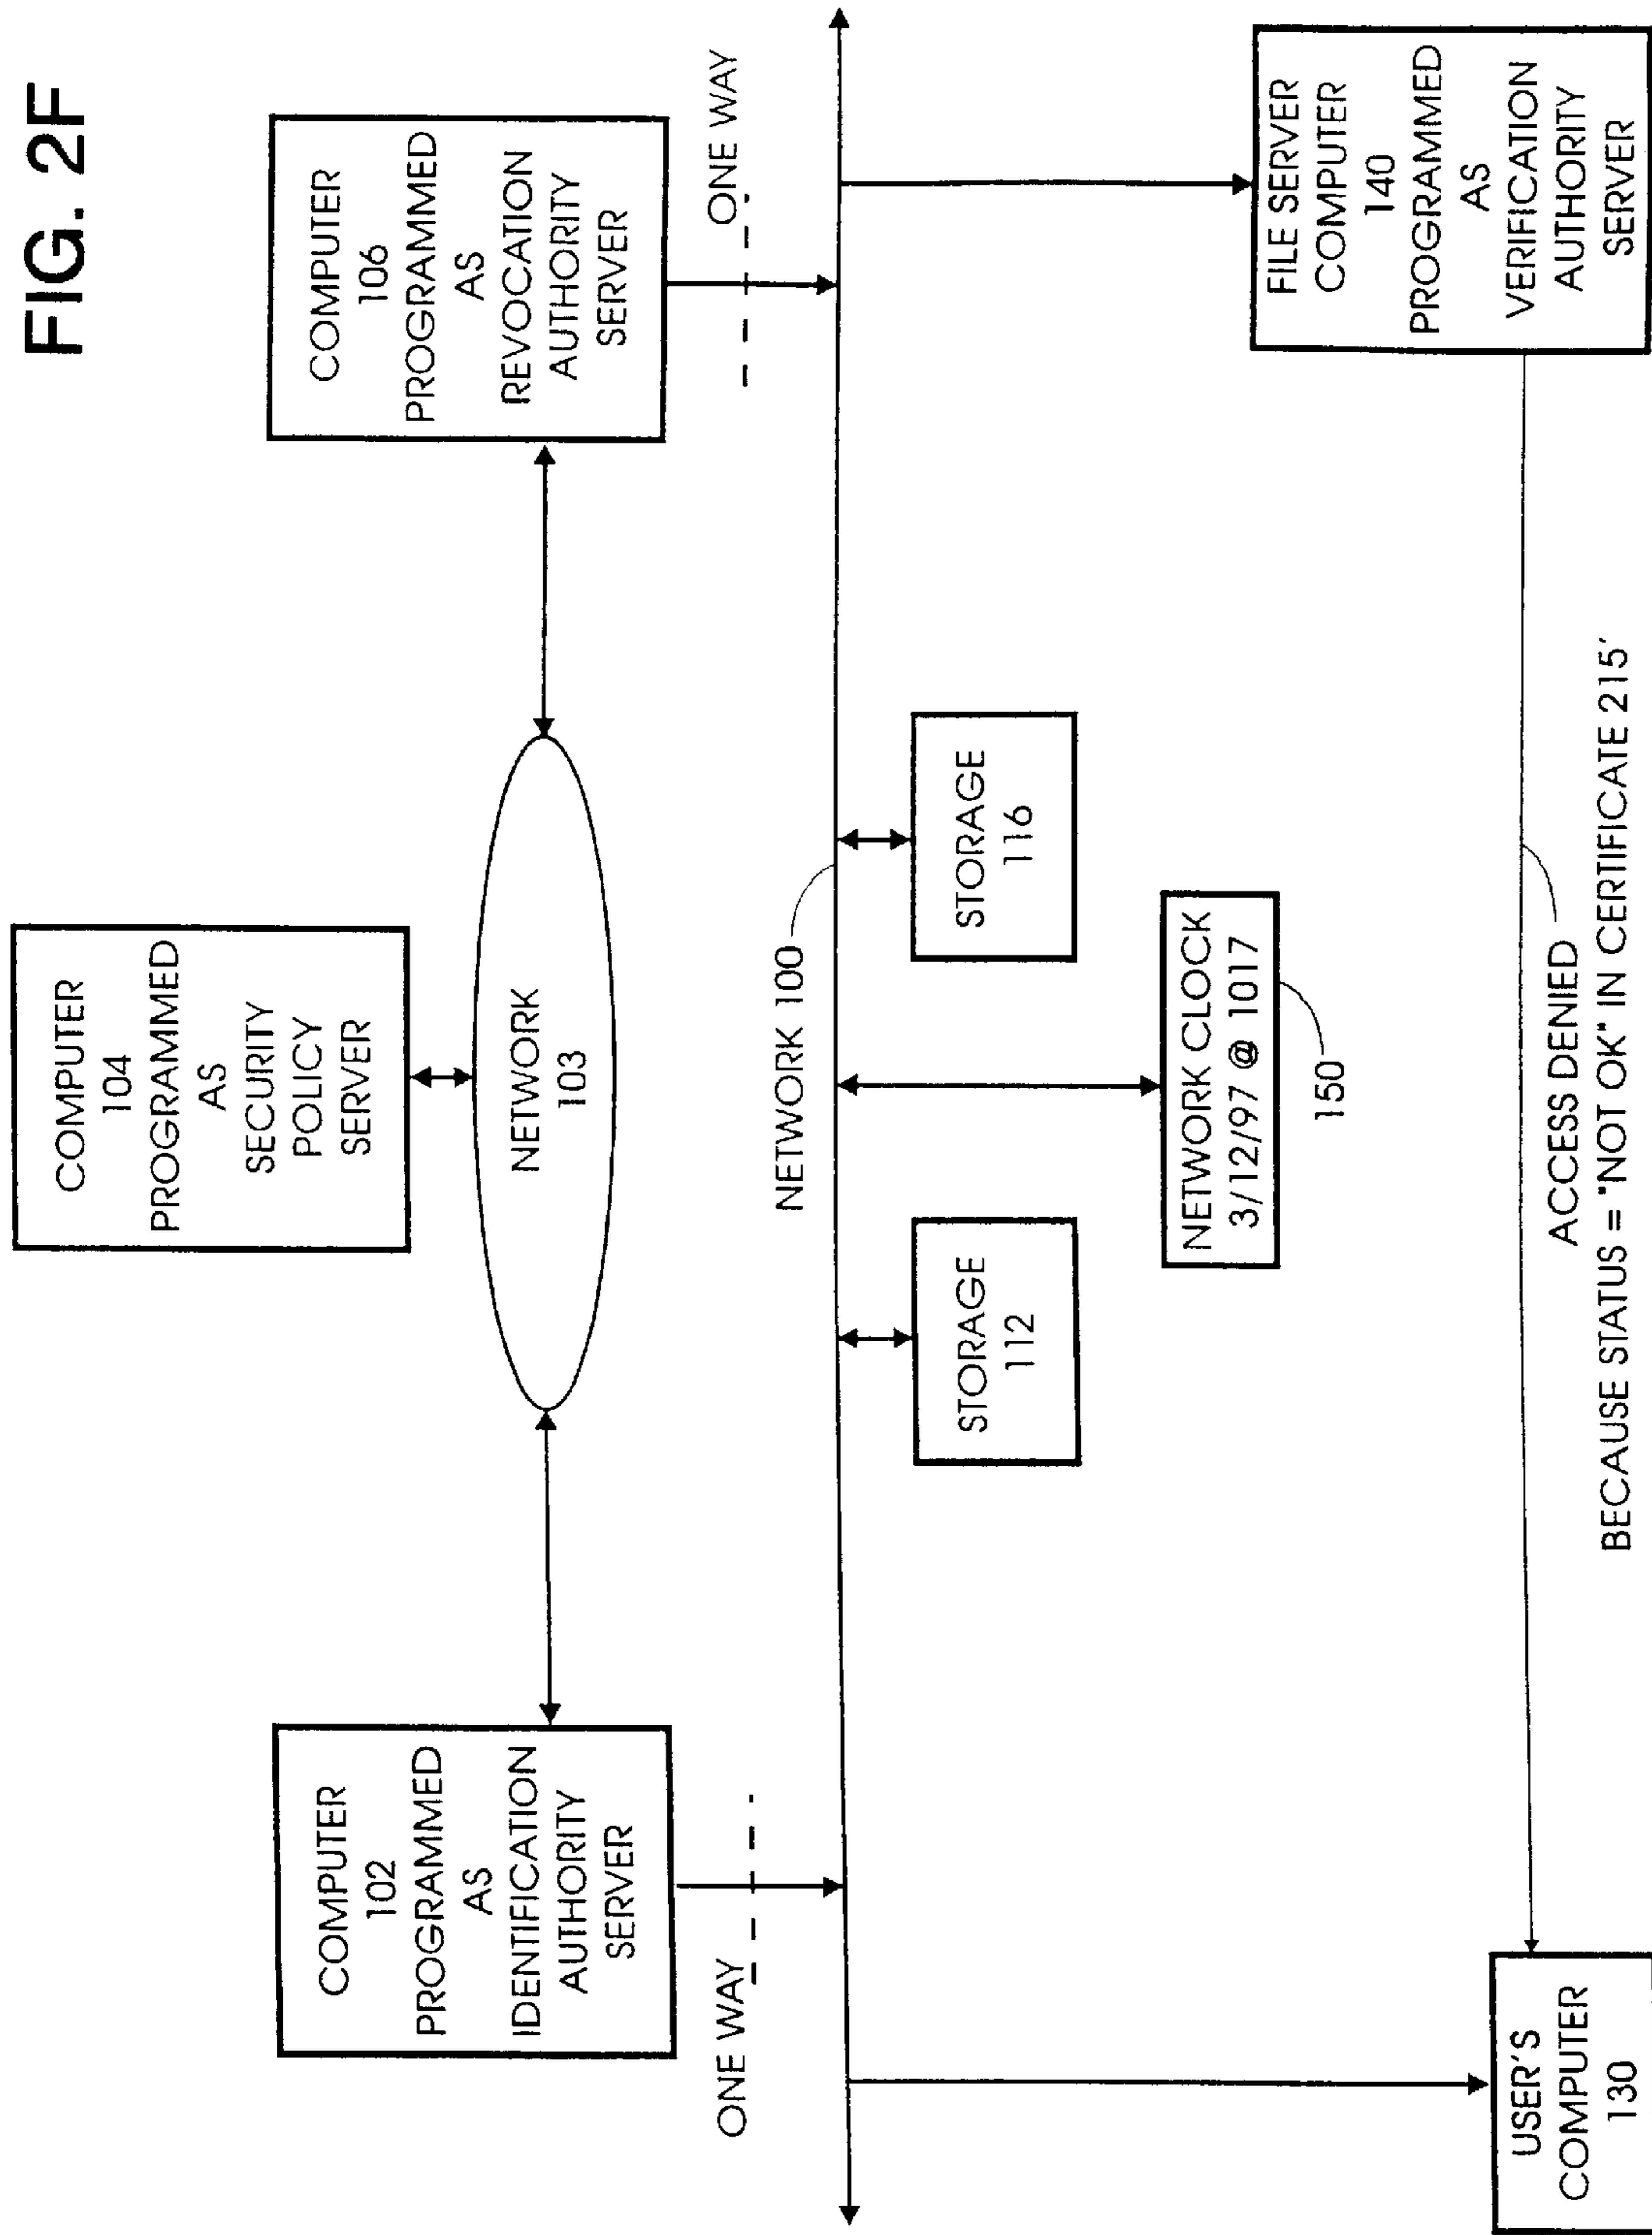 FIG. 2F
COMPUTER
104
PROGRAMMED
AS
SECURITY
POLICY
SERVER
COMPUTER
102
PROGRAMMED
AS
IDENTIFICATION
AUTHORITY
SERVER
NETWORK
103
COMPUTER
106
PROGRAMMED
AS
REVOCATION
AUTHORITY
SERVER
ONE WAY
ONE WAY
NETWORK 100
STORAGE
112
STORAGE
116
NETWORK CLOCK
3/12/97 @ 1017
150
USER'S
COMPUTER
130
FILE SERVER
COMPUTER
140
PROGRAMMED
AS
VERIFICATION
AUTHORITY
SERVER
ACCESS DENIED
BECAUSE STATUS = "NOT OK" IN CERTIFICATE 215'